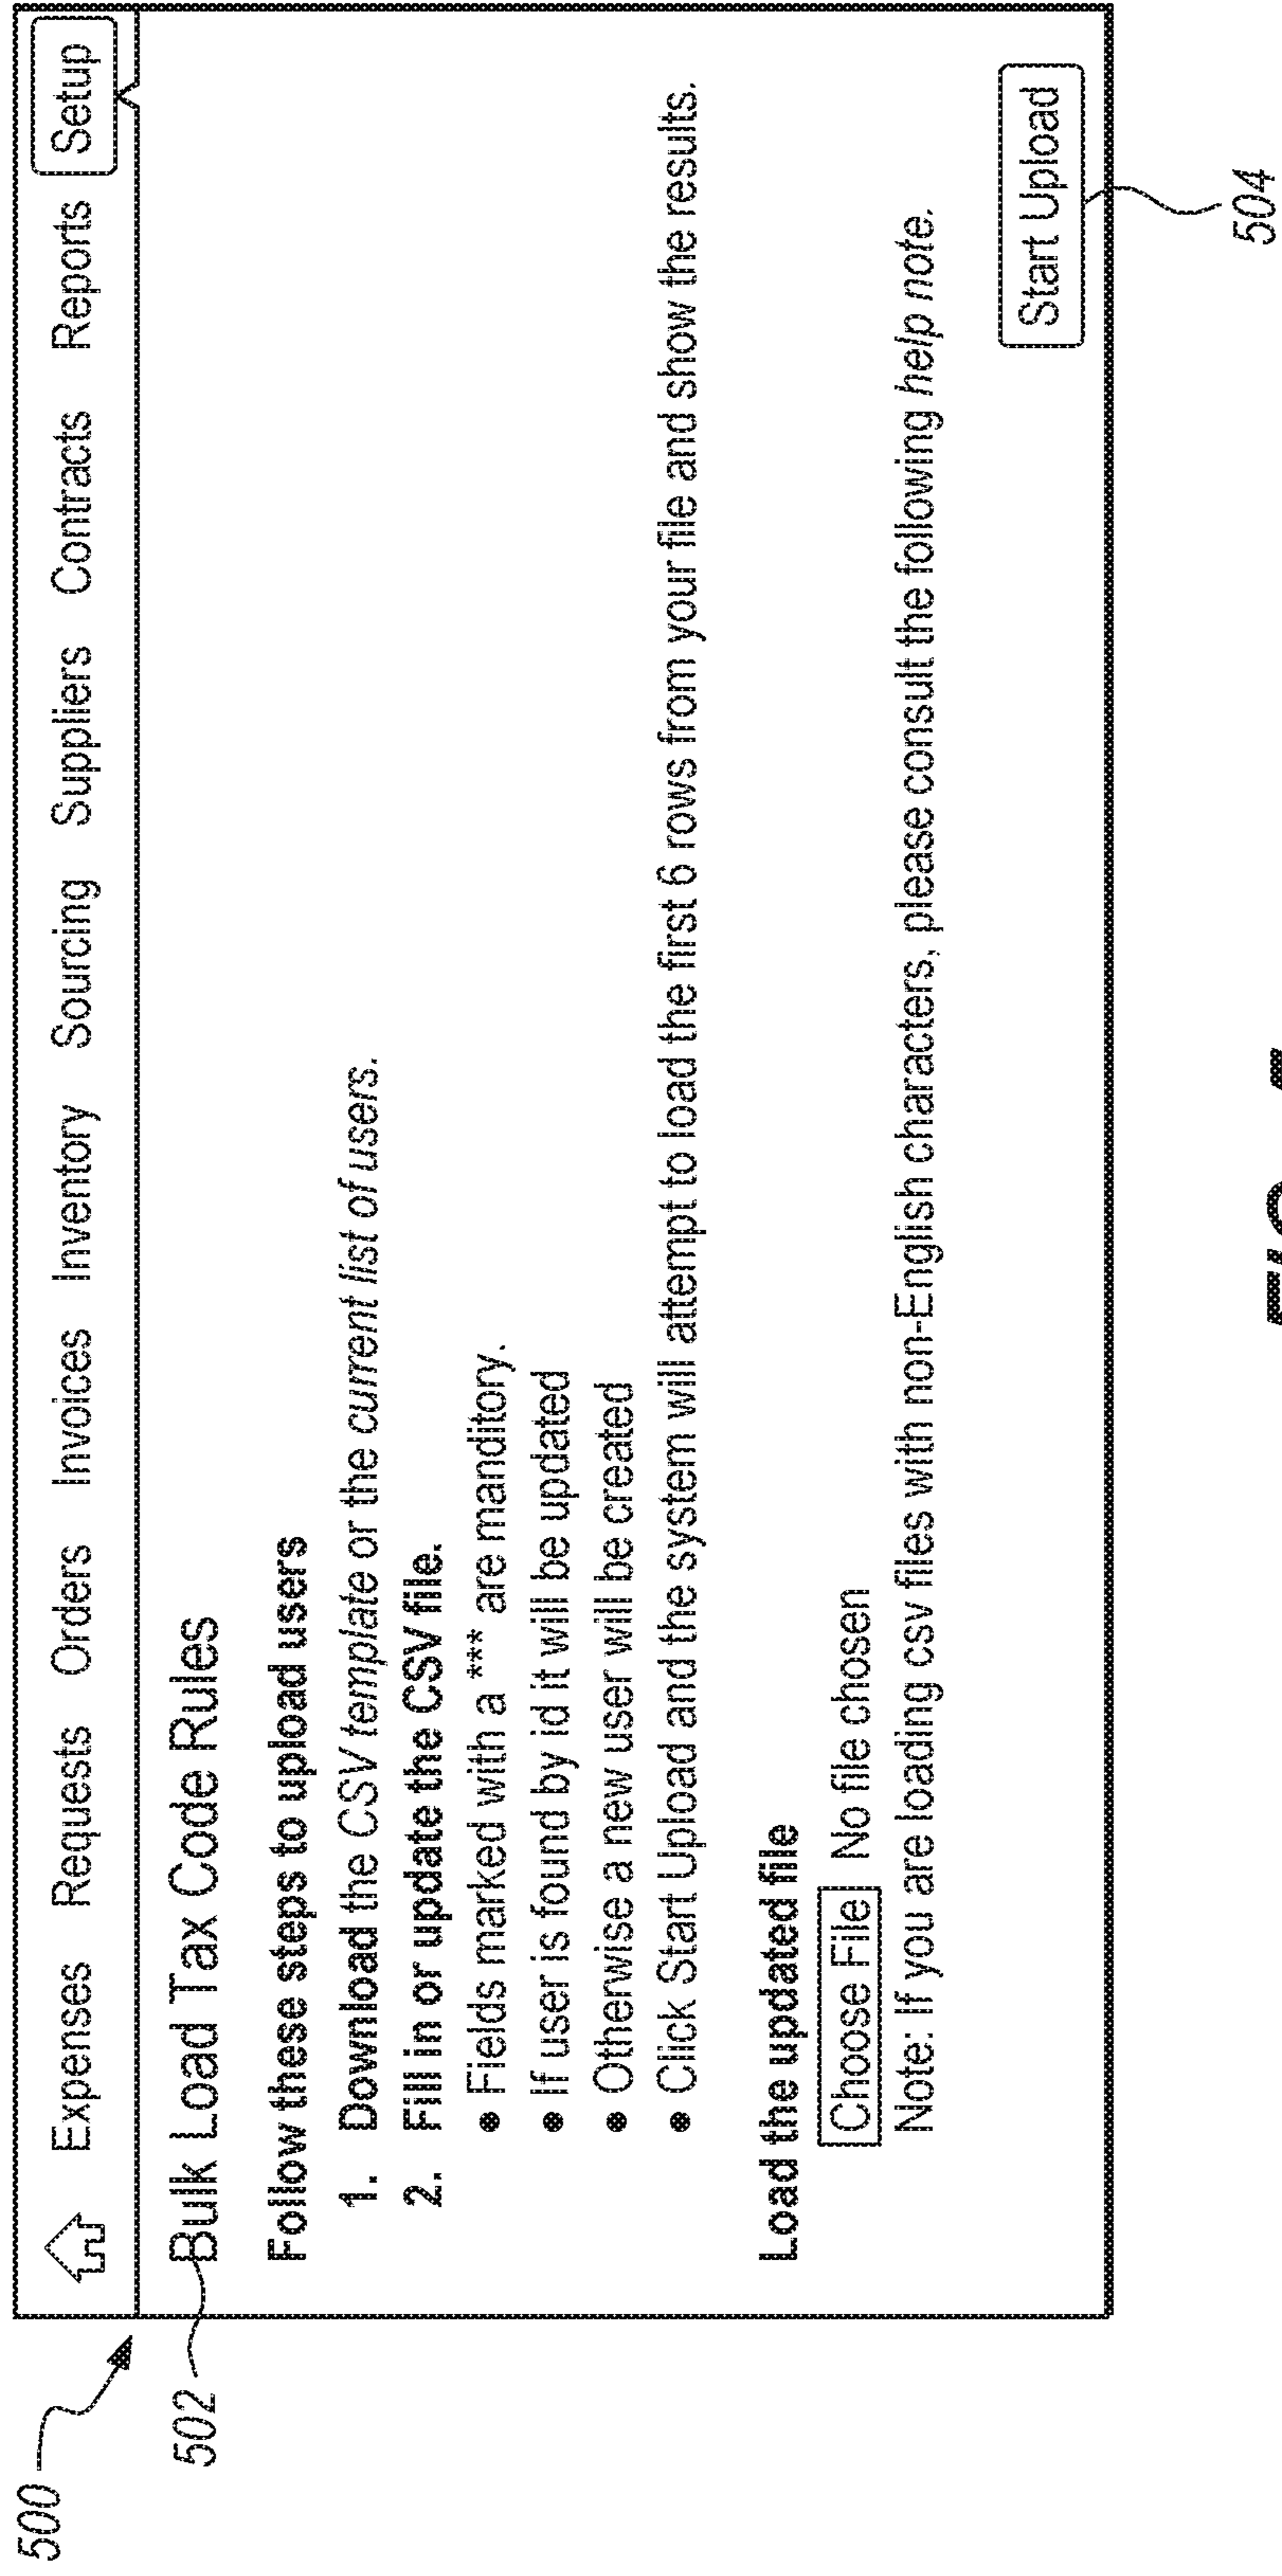 500
Expenses Requests Orders Invoices Inventory Sourcing Suppliers Contracts Reports Setup
502
Bulk Load Tax Code Rules
Follow these steps to upload users
1. Download the CSV template or the current list of users.
2. Fill in or update the CSV file.
• Fields marked with a *** are manditory.
• If user is found by id it will be updated
• Otherwise a new user will be created
• Click Start Upload and the system will attempt to load the first 6 rows from your file and show the results.
Load the updated file
Choose File No file chosen
Note: If you are loading csv files with non-English characters, please consult the following help note.
Start Upload
504